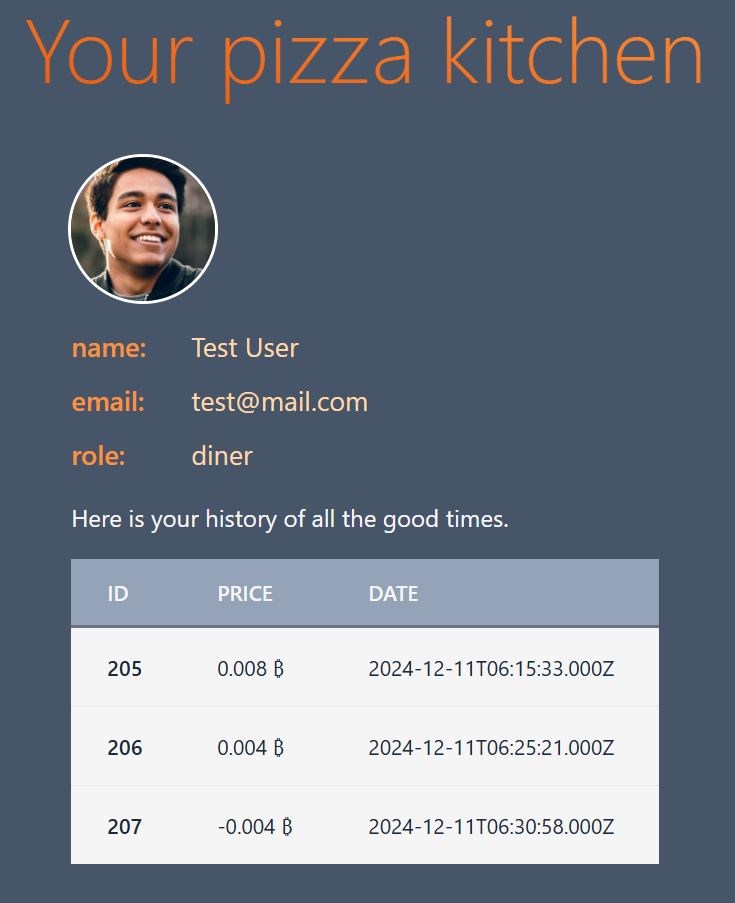 Your pizza kitchen
name: Test User
email: test@mail.com
role: diner
Here is your history of all the good times.
ID PRICE DATE
205 0.008 ₿ 2024-12-11T06:15:33.000Z
206 0.004 ₿ 2024-12-11T06:25:21.000Z
207 -0.004 ₿ 2024-12-11T06:30:58.000Z